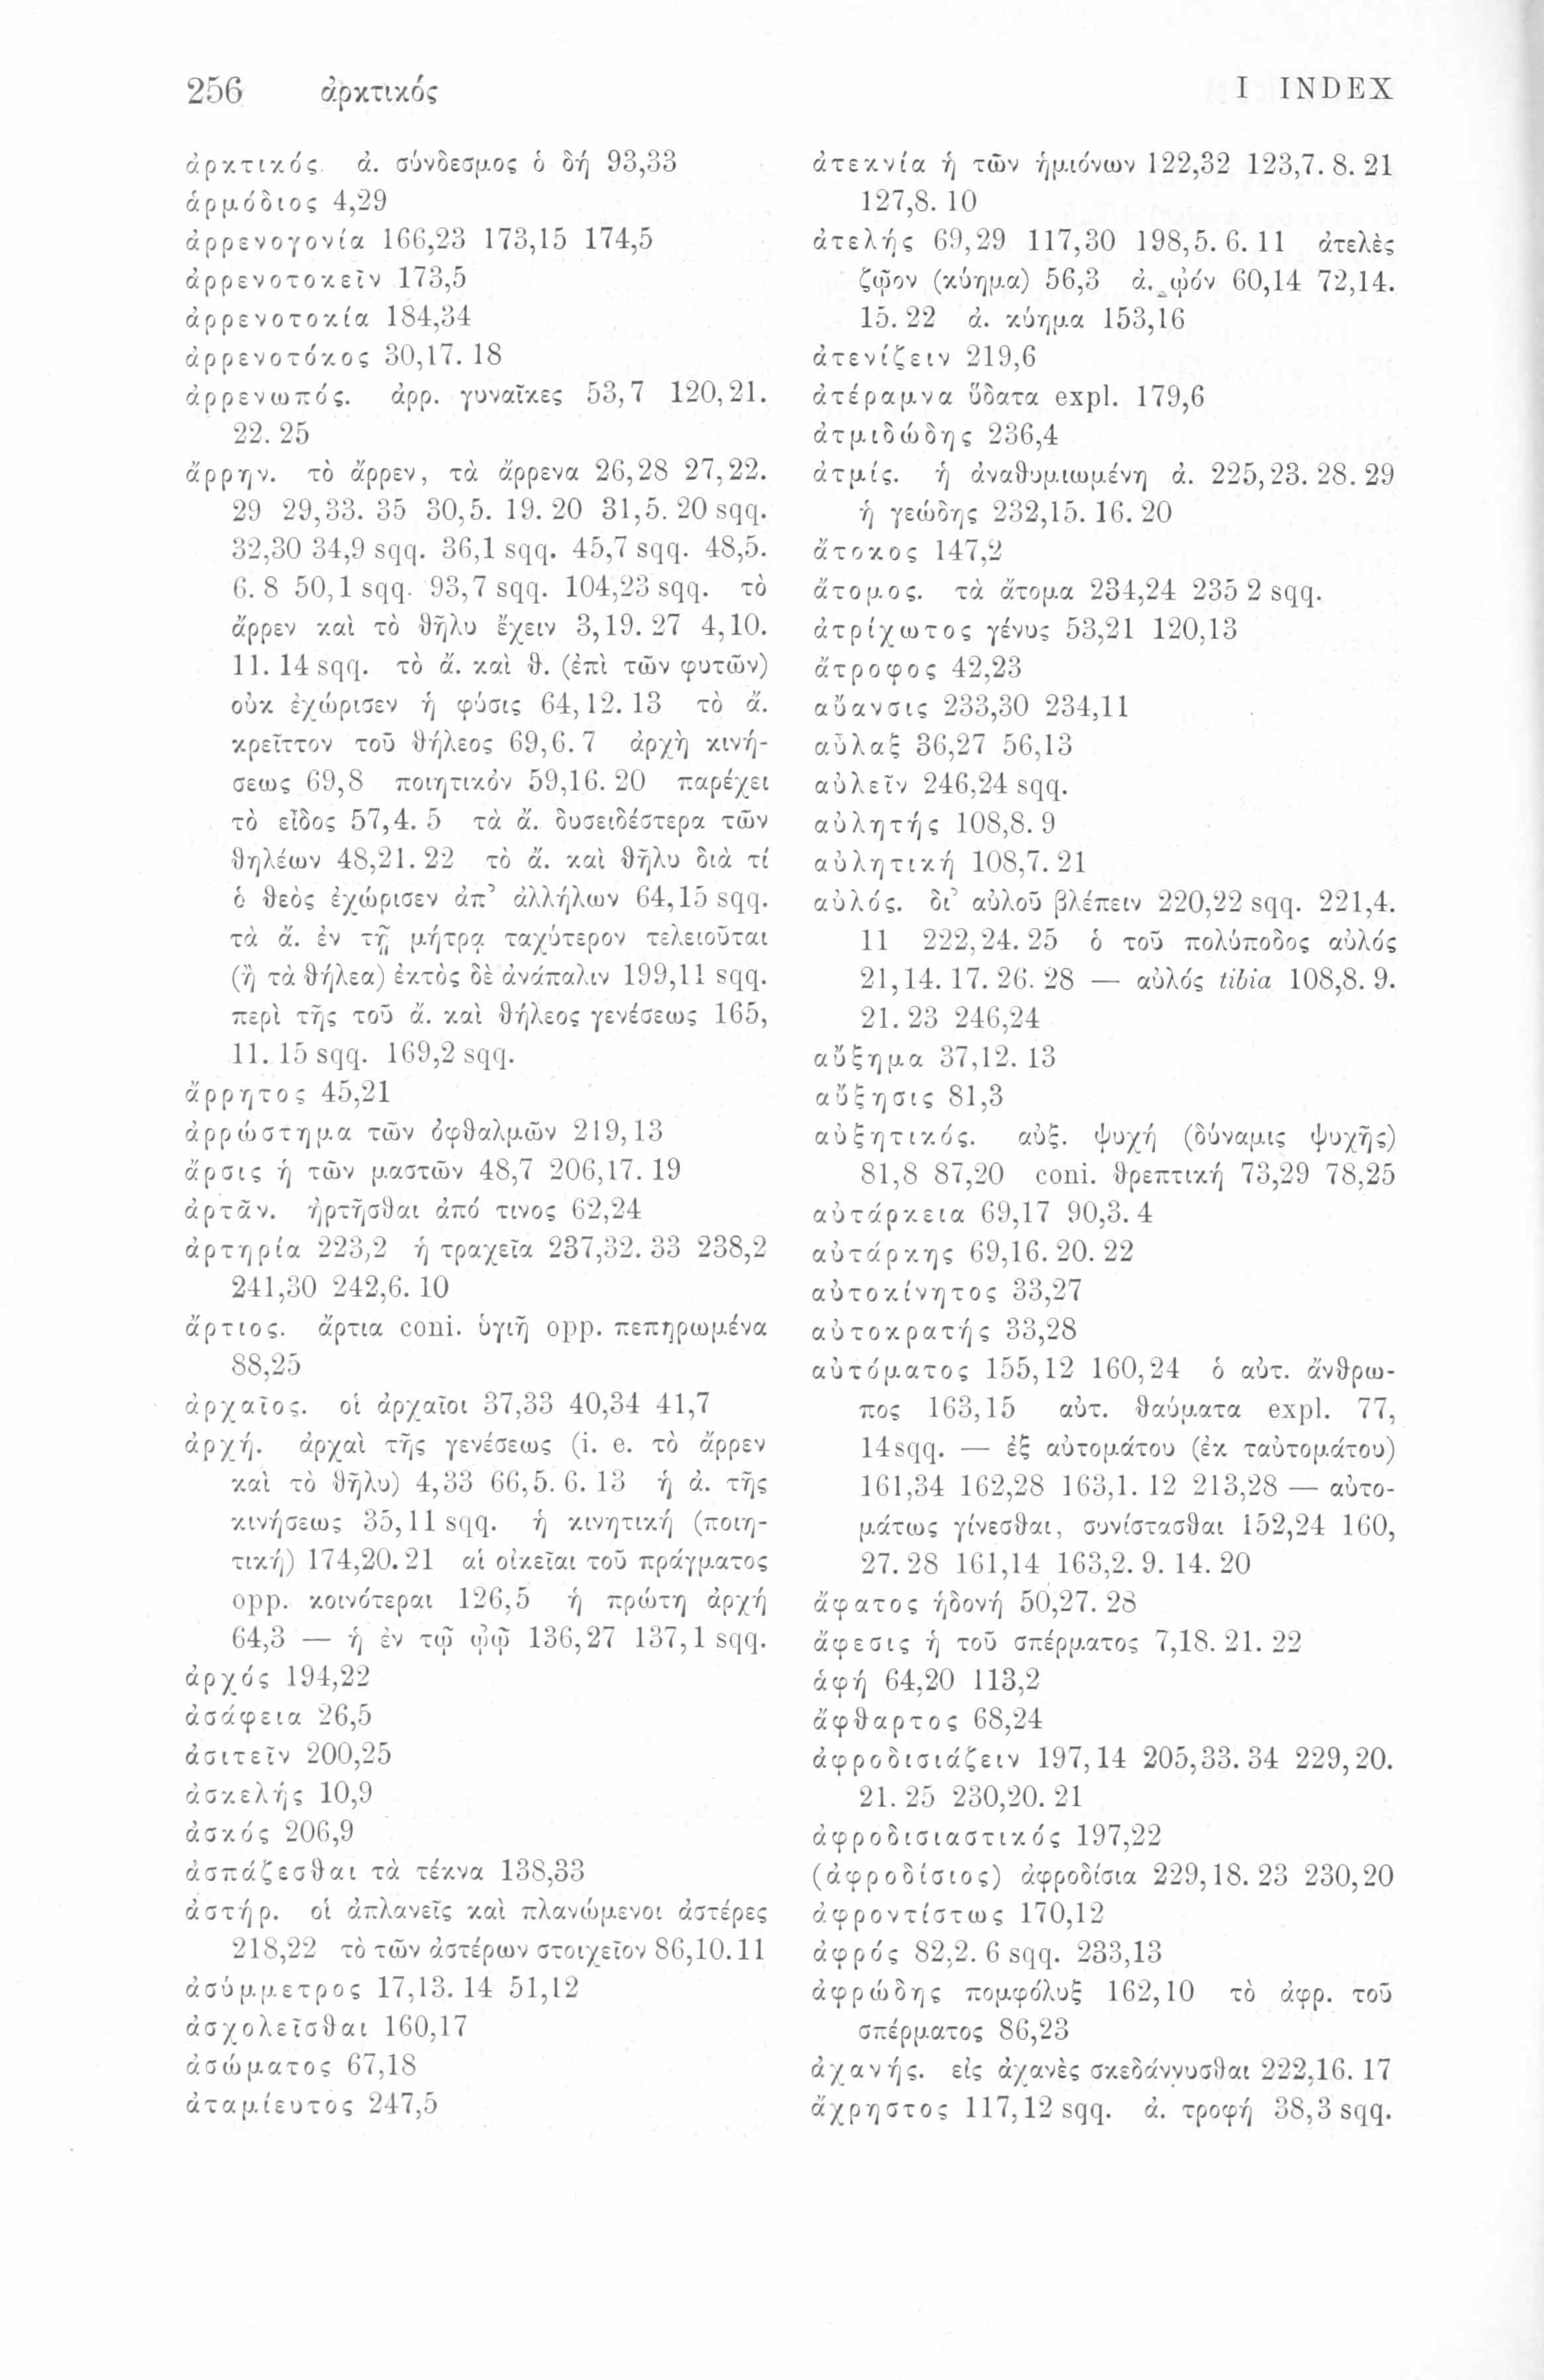 256 ἀρκτικός I INDEX
ἀρκτικός. ἀ. σύνδεσμος ὁ δή 93,33
ἁρμόδιος 4,29
ἀρρενογονία 166,23 173,15 174,5
ἀρρενοτοκεῖν 173,5
ἀρρενοτοκία 184,34
ἀρρενοτόκος 30,17. 18
ἀρρενωπός. ἀρρ. γυναῖκες 53,7 120,21.
22. 25
ἄρρην. τὸ ἄρρεν, τὰ ἄρρενα 26,28 27,22.
29 29,33. 35 30,5. 19. 20 31,5. 20 sqq.
32,30 34,9 sqq. 36,1 sqq. 45,7 sqq. 48,5.
6. 8 50,1 sqq. 93,7 sqq. 104,23 sqq. τὸ
ἄρρεν καὶ τὸ θῆλυ ἔχειν 3,19. 27 4,10.
11. 14 sqq. τὸ ἄ. καὶ θ. (ἐπὶ τῶν φυτῶν)
οὐκ ἐχώρισεν ἡ φύσις 64,12. 13 τὸ ἄ.
κρεῖττον τοῦ θήλεος 69,6. 7 ἀρχὴ κινή-
σεως 69,8 ποιητικὸν 59,16. 20 παρέχει
τὸ εἶδος 57,4. 5 τὰ ἄ. δυσειδέστερα τῶν
θηλέων 48,21. 22 τὸ ἄ. καὶ θῆλυ διὰ τί
ὁ θεὸς ἐχώρισεν ἀπ’ ἀλλήλων 64,15 sqq.
τὰ ἄ. ἐν τῇ μήτρᾳ ταχύτερον τελειοῦται
(ἢ τὰ θήλεα) ἐκτὸς δὲ ἀνάπαλιν 199,11 sqq.
περὶ τῆς τοῦ ἄ. καὶ θήλεος γενέσεως 165,
11. 15 sqq. 169,2 sqq.
ἄρρητος 45,21
ἀρρώστημα τῶν ὀφθαλμῶν 219,13
ἄρσις ἡ τῶν μαστῶν 48,7 206,17. 19
ἀρτᾶν. ἠρτῆσθαι ἀπό τινος 62,24
ἀρτηρία 223,2 ἡ τραχεῖα 237,32. 33 238,2
241,30 242,6. 10
ἄρτιος. ἄρτια coni. ὑγιῆ opp. πεπηρωμένα
88,25
ἀρχαῖος. οἱ ἀρχαῖοι 37,33 40,34 41,7
ἀρχή. ἀρχαὶ τῆς γενέσεως (i. e. τὸ ἄρρεν
καὶ τὸ θῆλυ) 4,33 66,5. 6. 13 ἡ ἀ. τῆς
κινήσεως 35,11 sqq. ἡ κινητική (ποιη-
τική) 174,20. 21 αἱ οἰκεῖαι τοῦ πράγματος
opp. κοινότεραι 126,5 ἡ πρώτη ἀρχή
64,3 — ἡ ἐν τῷ ᾠῷ 136,27 137,1 sqq.
ἀρχός 194,22
ἀσάφεια 26,5
ἀσιτεῖν 200,25
ἀσκελής 10,9
ἀσκός 206,9
ἀσπάζεσθαι τὰ τέκνα 138,33
ἀστήρ. οἱ ἀπλανεῖς καὶ πλανώμενοι ἀστέρες
218,22 τὸ τῶν ἀστέρων στοιχεῖον 86,10. 11
ἀσύμμετρος 17,13. 14 51,12
ἀσχολεῖσθαι 160,17
ἀσώματος 67,18
ἀταμίευτος 247,5
ἀτεκνία ἡ τῶν ἡμιόνων 122,32 123,7. 8. 21
127,8. 10
ἀτελής 69,29 117,30 198,5. 6. 11 ἀτελὲς
ζῷον (κύημα) 56,3 ἀ. ᾠόν 60,14 72,14.
15. 22 ἀ. κύημα 153,16
ἀτενίζειν 219,6
ἀτέραμνα ὕδατα expl. 179,6
ἀτμιδώδης 236,4
ἀτμίς. ἡ ἀναθυμιωμένη ἀ. 225,23. 28. 29
ἡ γεώδης 232,15. 16. 20
ἄτοκος 147,2
ἄτομος. τὰ ἄτομα 234,24 235 2 sqq.
ἀτρίχωτος γένυς 53,21 120,13
ἄτροφος 42,23
αὔανσις 233,30 234,11
αὖλαξ 36,27 56,13
αὐλεῖν 246,24 sqq.
αὐλητής 108,8. 9
αὐλητική 108,7. 21
αὐλός. δι’ αὐλοῦ βλέπειν 220,22 sqq. 221,4.
11 222,24. 25 ὁ τοῦ πολύποδος αὐλός
21,14. 17. 26. 28 — αὐλός tibia 108,8. 9.
21. 23 246,24
αὔξημα 37,12. 13
αὔξησις 81,3
αὐξητικός. αὐξ. ψυχή (δύναμις ψυχῆς)
81,8 87,20 coni. θρεπτική 73,29 78,25
αὐτάρκεια 69,17 90,3. 4
αὐτάρκης 69,16. 20. 22
αὐτοκίνητος 33,27
αὐτοκρατής 33,28
αὐτόματος 155,12 160,24 ὁ αὐτ. ἄνθρω-
πος 163,15 αὐτ. θαύματα expl. 77,
14 sqq. — ἐξ αὐτομάτου (ἐκ ταὐτομάτου)
161,34 162,28 163,1. 12 213,28 — αὐτο-
μάτως γίνεσθαι, συνίστασθαι 152,24 160,
27. 28 161,14 163,2. 9. 14. 20
ἄφατος ἡδονή 50,27. 28
ἄφεσις ἡ τοῦ σπέρματος 7,18. 21. 22
ἁφή 64,20 113,2
ἄφθαρτος 68,24
ἀφροδισιάζειν 197,14 205,33. 34 229,20.
21. 25 230,20. 21
ἀφροδισιαστικός 197,22
(ἀφροδίσιος) ἀφροδίσια 229,18. 23 230,20
ἀφροντίστως 170,12
ἀφρός 82,2. 6 sqq. 233,13
ἀφρώδης πομφόλυξ 162,10 τὸ ἀφρ. τοῦ
σπέρματος 86,23
ἀχανής. εἰς ἀχανὲς σκεδάννυσθαι 222,16. 17
ἄχρηστος 117,12 sqq. ἀ. τροφή 38,3 sqq.